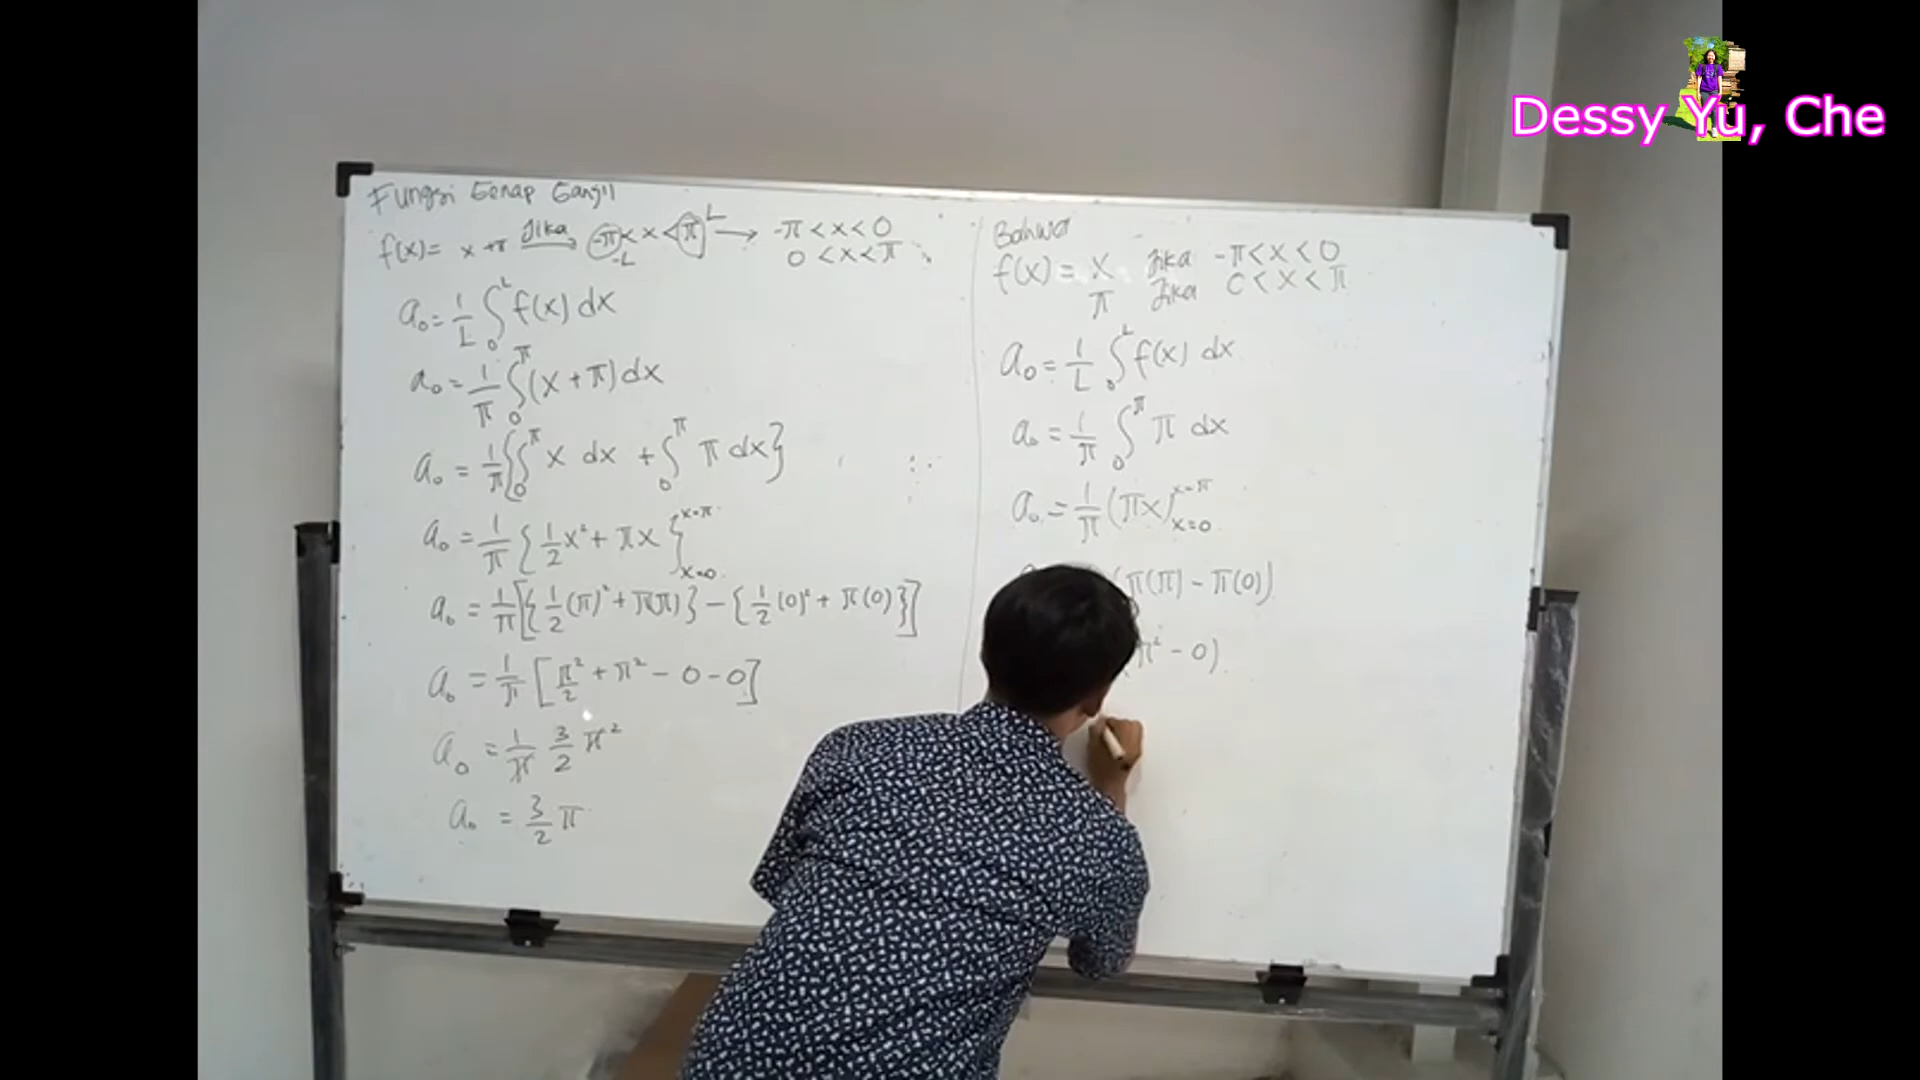 Dessy Yu, Che
Fungsi Genap Ganjil
f(x) = x + π Jika -π < x < π L → -π < x < 0
-L 0 < x < π
a₀ = 1/L ∫₀ᴸ f(x) dx
a₀ = 1/π ∫₀^π (x + π) dx
a₀ = 1/π {∫₀^π x dx + ∫₀^π π dx}
a₀ = 1/π {1/2 x² + πx}_{x=0}^{x=π}
a₀ = 1/π [{1/2 (π)² + π(π)} - {1/2 (0)² + π(0)}]
a₀ = 1/π [π²/2 + π² - 0 - 0]
a₀ = 1/π 3/2 π²
a₀ = 3/2 π
Bahwa
f(x) = x Jika -π < x < 0
π Jika 0 < x < π
a₀ = 1/L ∫₀ᴸ f(x) dx
a₀ = 1/π ∫₀^π π dx
a₀ = 1/π (πx)_{x=0}^{x=π}
(π(π) - π(0))
π² - 0)